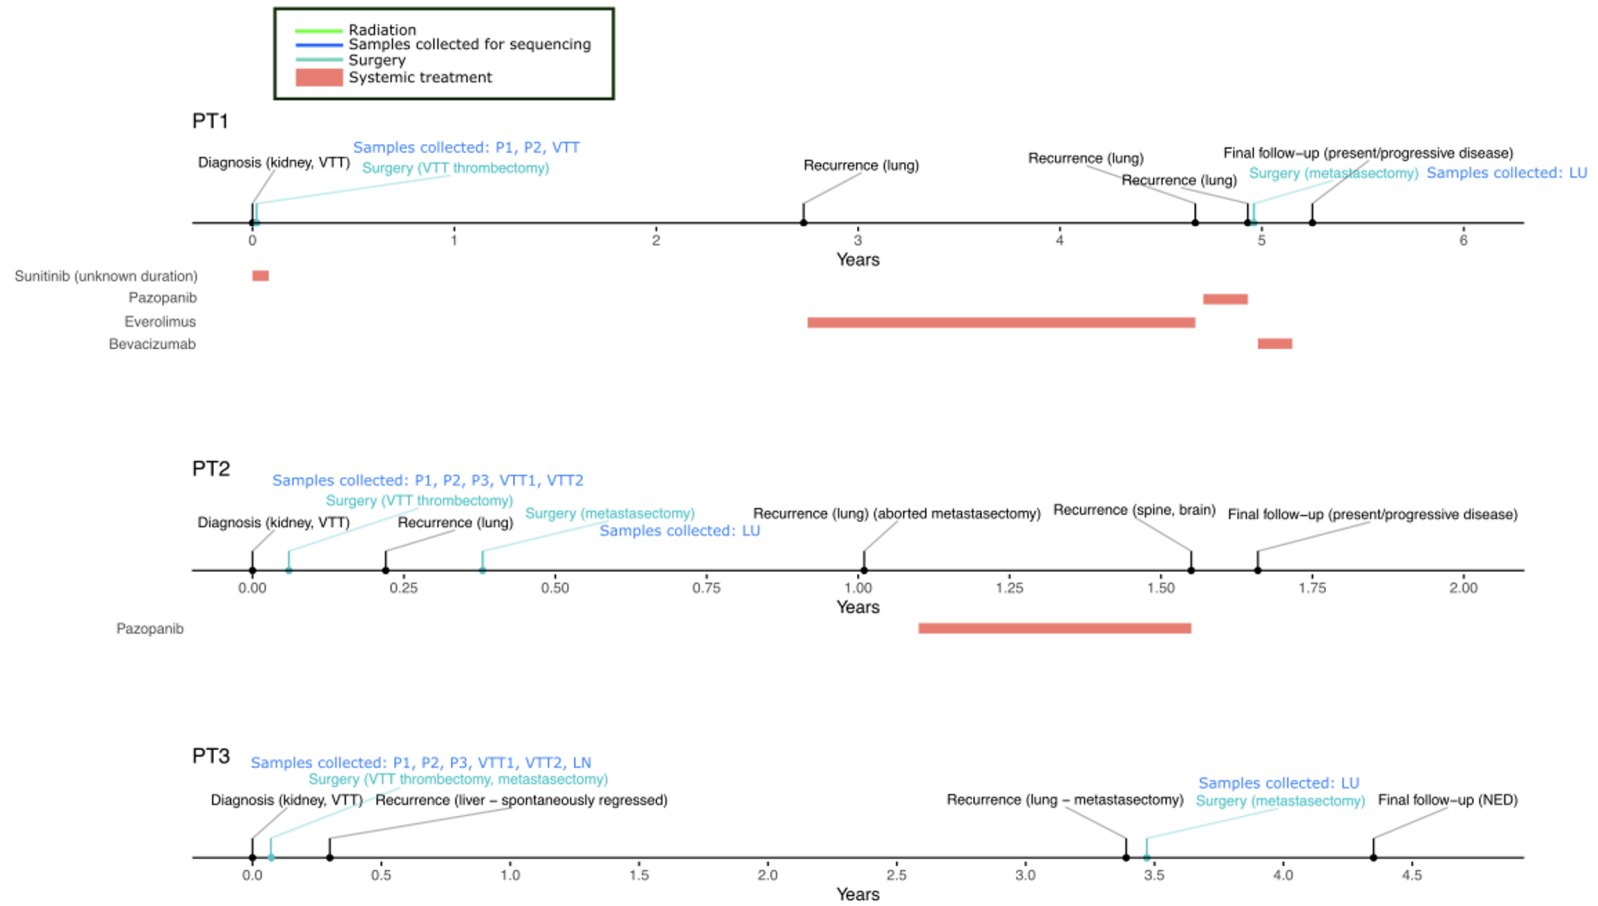 Radiation
Samples collected for sequencing
Surgery
Systemic treatment
PT1
Samples collected: P1, P2, VTT
Diagnosis (kidney, VTT)
Surgery (VTT thrombectomy)
Recurrence (lung)
Recurrence (lung)
Recurrence (lung)
Final follow–up (present/progressive disease)
Surgery (metastasectomy) Samples collected: LU
0 1 2 3 4 5 6
Years
Sunitinib (unknown duration)
Pazopanib
Everolimus
Bevacizumab
PT2
Samples collected: P1, P2, P3, VTT1, VTT2
Surgery (VTT thrombectomy)
Diagnosis (kidney, VTT)
Recurrence (lung)
Surgery (metastasectomy)
Samples collected: LU
Recurrence (lung) (aborted metastasectomy)
Recurrence (spine, brain)
Final follow–up (present/progressive disease)
0.00 0.25 0.50 0.75 1.00 1.25 1.50 1.75 2.00
Years
Pazopanib
PT3
Samples collected: P1, P2, P3, VTT1, VTT2, LN
Surgery (VTT thrombectomy, metastasectomy)
Diagnosis (kidney, VTT)
Recurrence (liver – spontaneously regressed)
Recurrence (lung – metastasectomy)
Samples collected: LU
Surgery (metastasectomy)
Final follow–up (NED)
0.0 0.5 1.0 1.5 2.0 2.5 3.0 3.5 4.0 4.5
Years